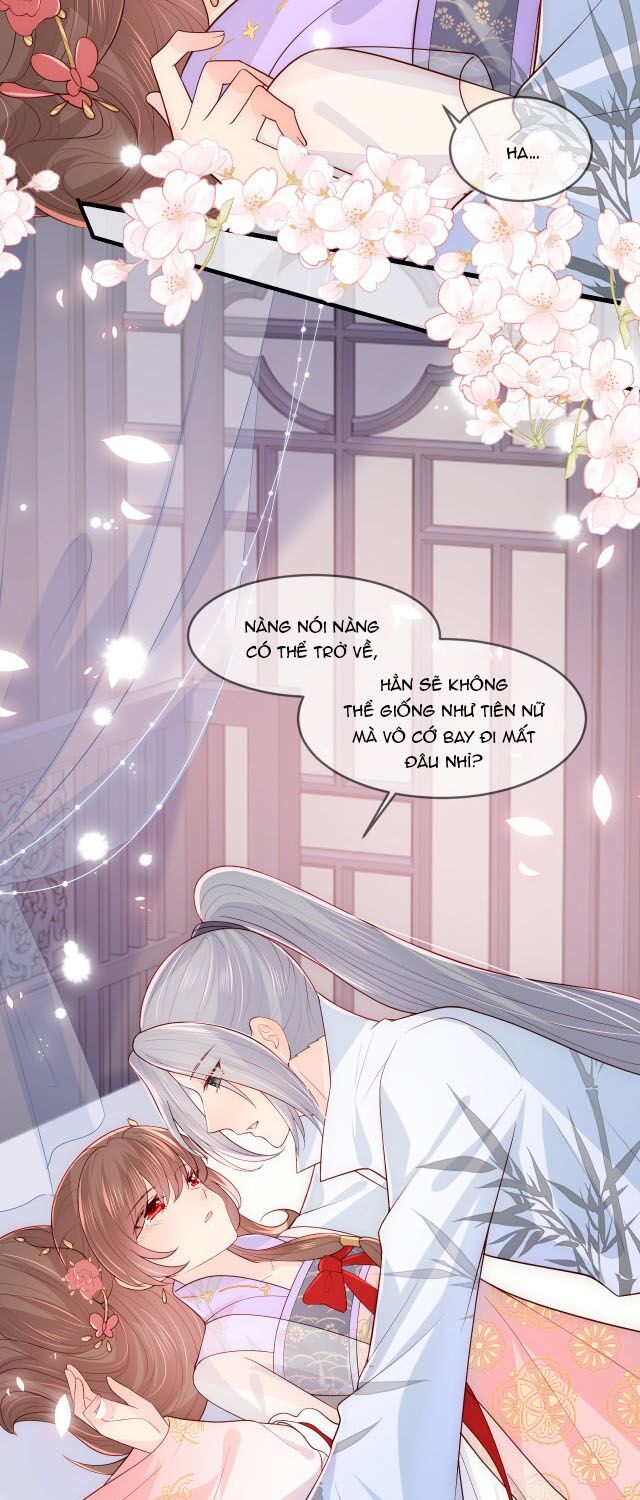 HA...
NÀNG NÓI NÀNG
CÓ THỂ TRỞ VỀ,
HẲN SẼ KHÔNG
THỂ GIỐNG NHƯ TIÊN NỮ
MÀ VÔ CỚ BAY ĐI MẤT
ĐÂU NHỈ?